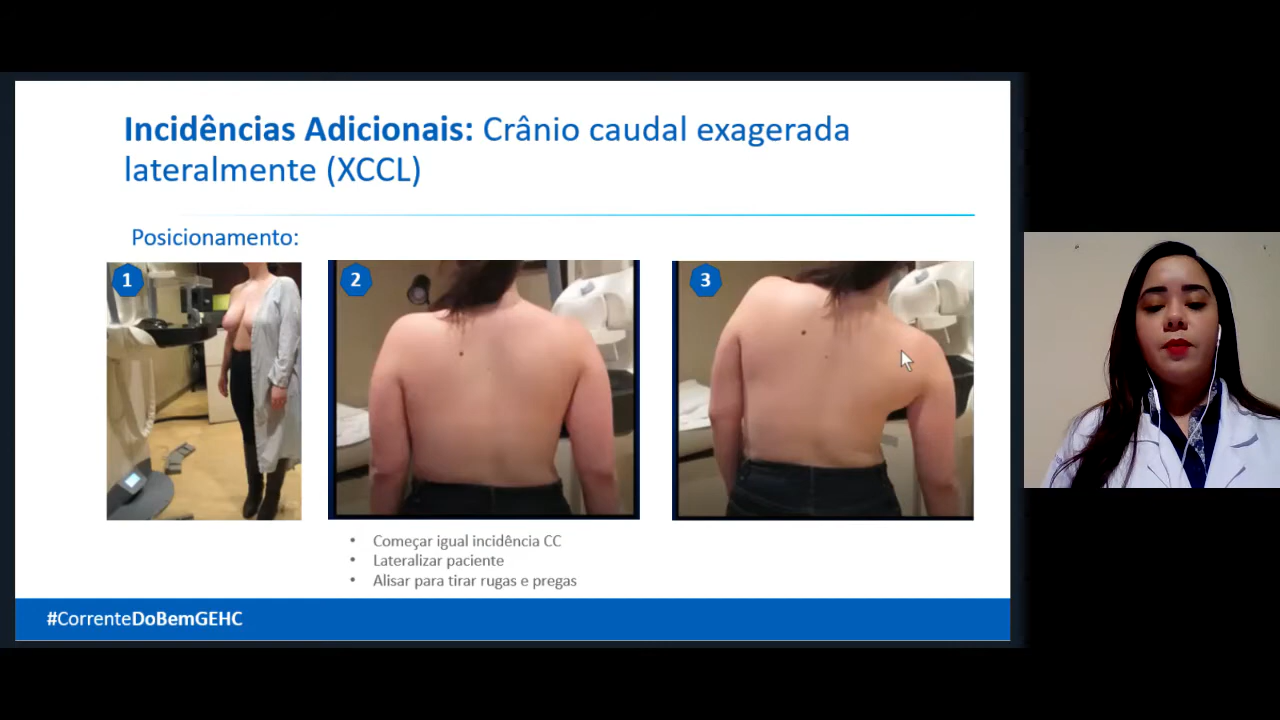 Incidências Adicionais: Crânio caudal exagerada
lateralmente (XCCL)
Posicionamento:
1
2
3
• Começar igual incidência CC
• Lateralizar paciente
• Alisar para tirar rugas e pregas
#CorrenteDoBemGEHC